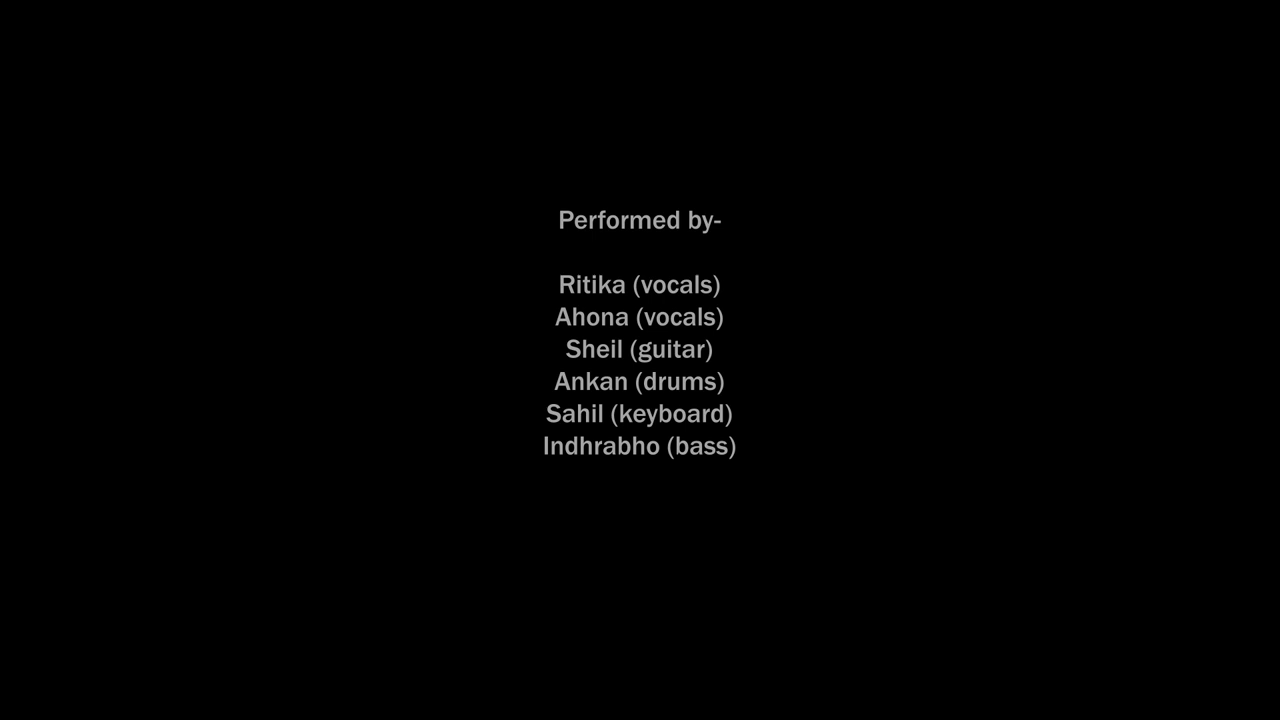 Performed by-
Ritika (vocals)
Ahona (vocals)
Sheil (guitar)
Ankan (drums)
Sahil (keyboard)
Indhrabho (bass)